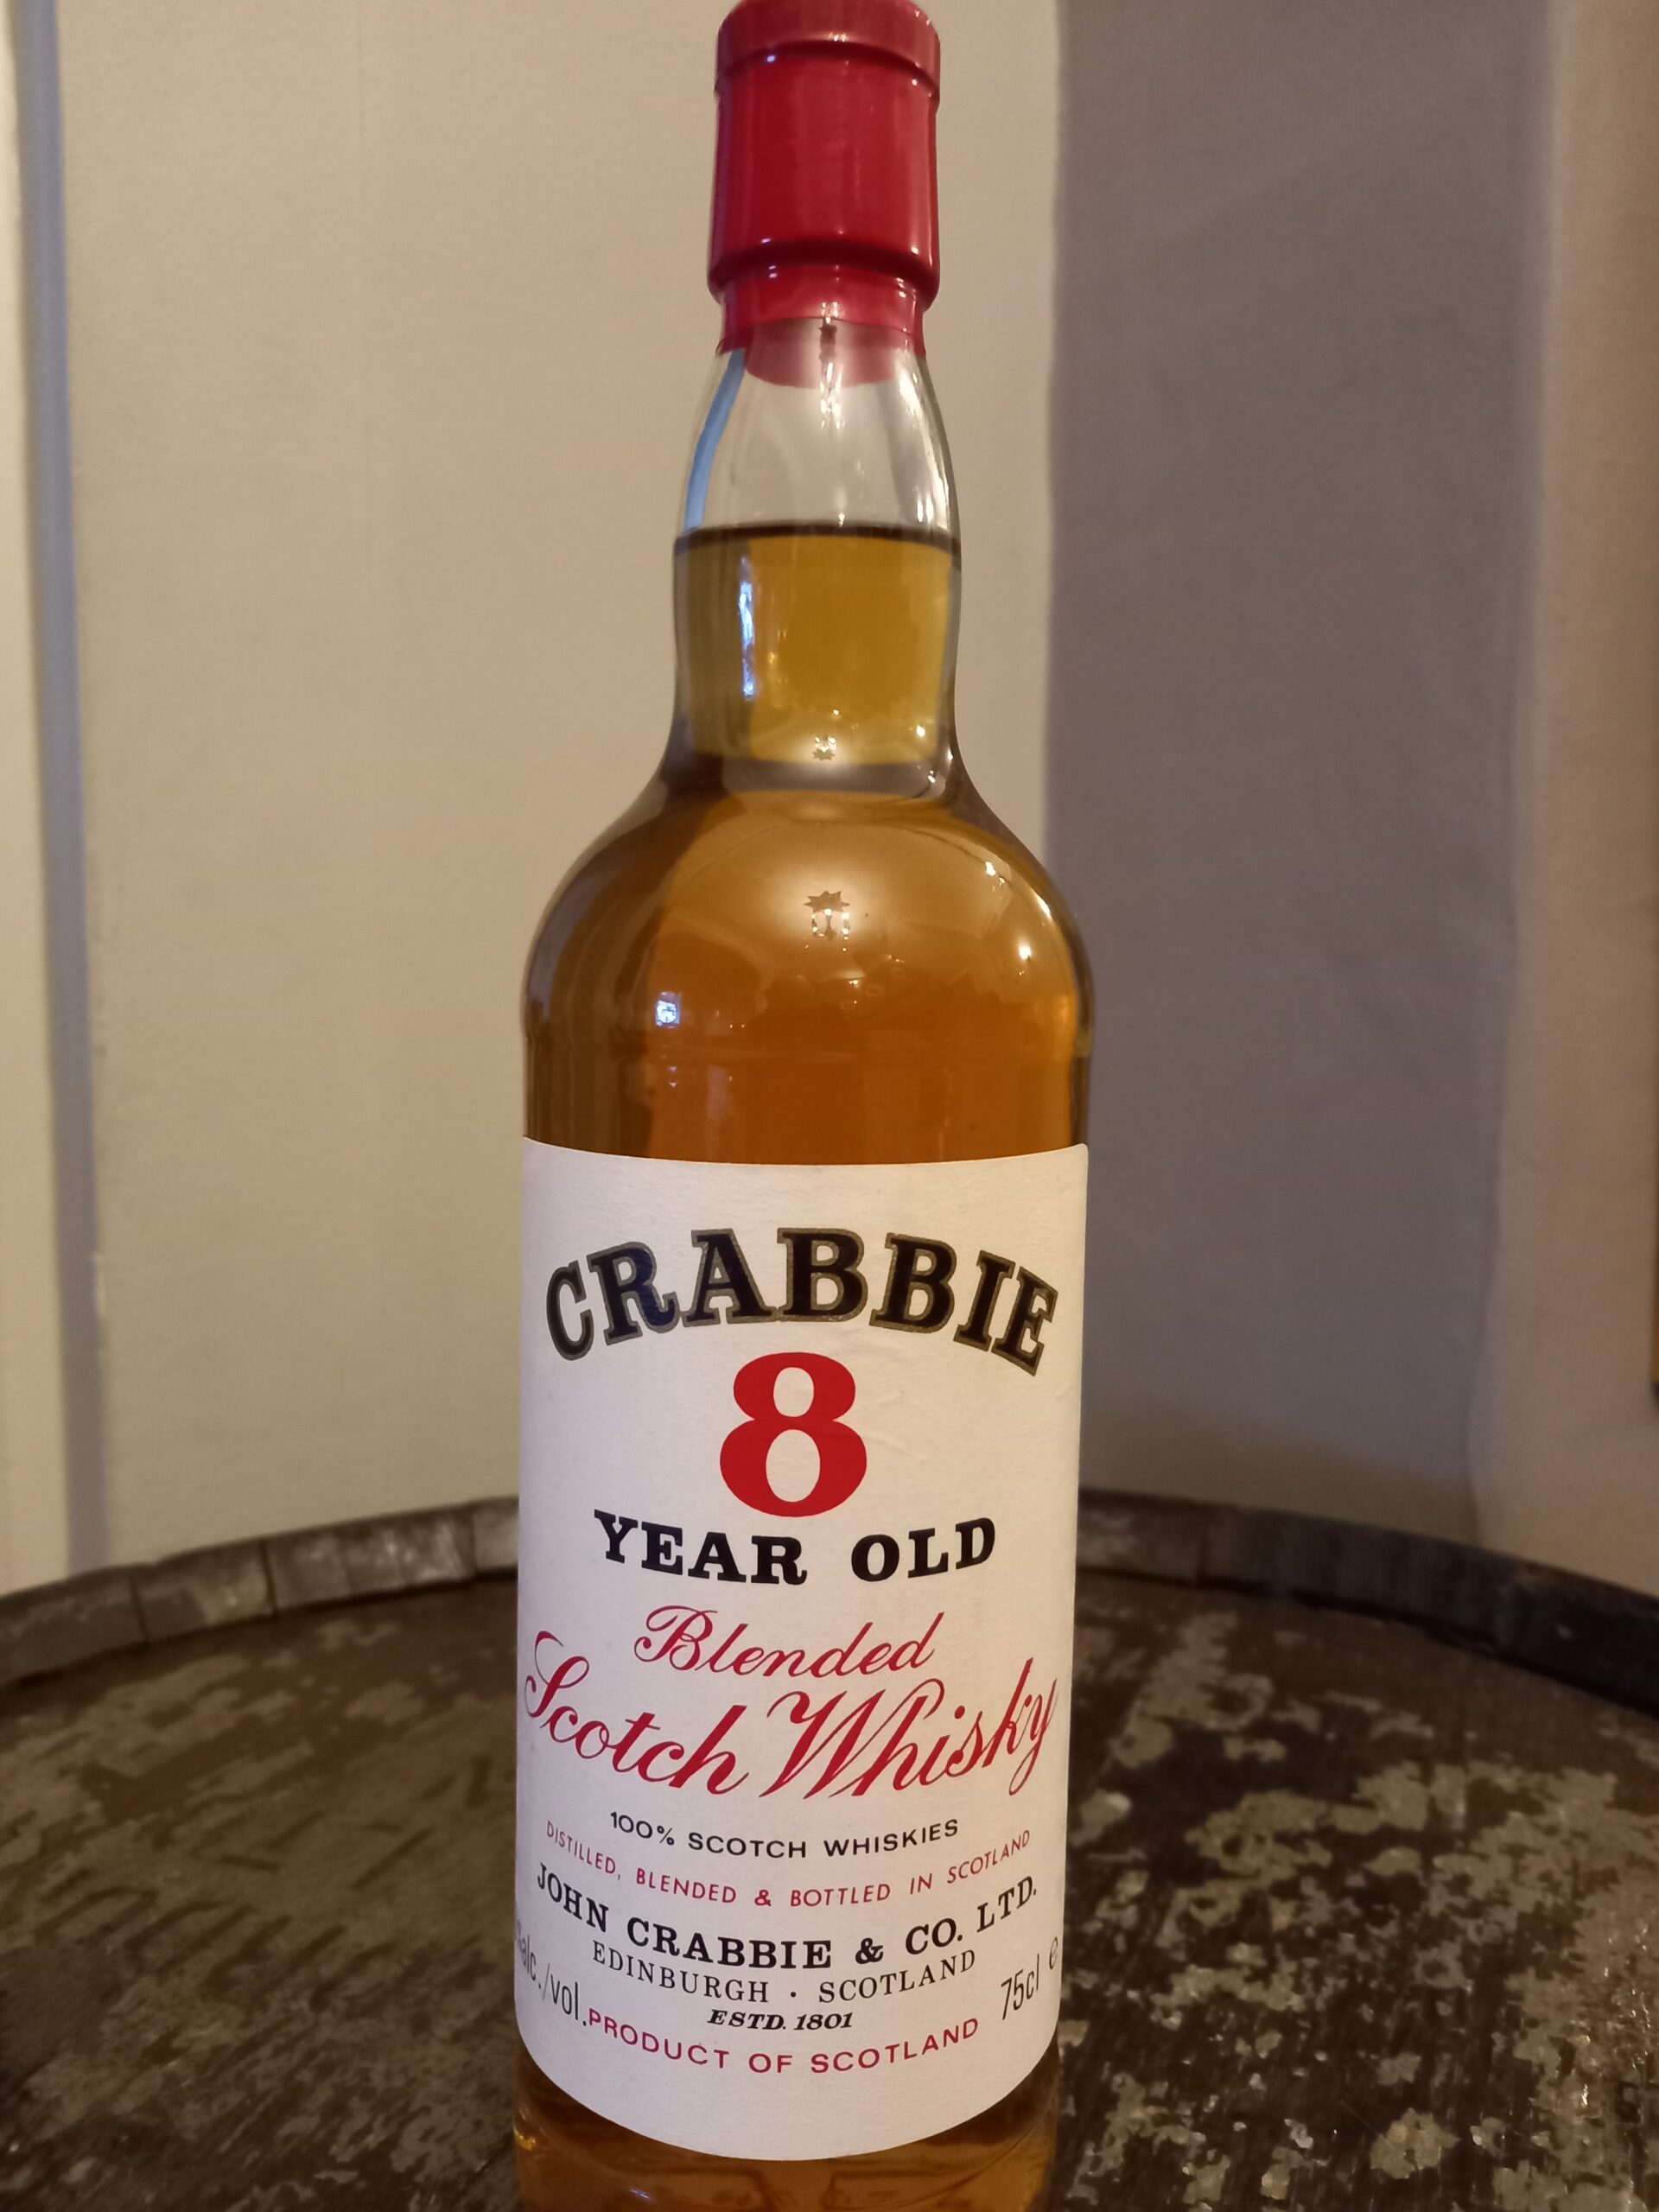 CRABBIE
8
YEAR OLD
Blended
Scotch Whisky
100% SCOTCH WHISKIES
DISTILLED, BLENDED & BOTTLED IN SCOTLAND
JOHN CRABBIE & CO. LTD.
EDINBURGH · SCOTLAND
ESTD. 1801
alc./vol.
75cl e
PRODUCT OF SCOTLAND